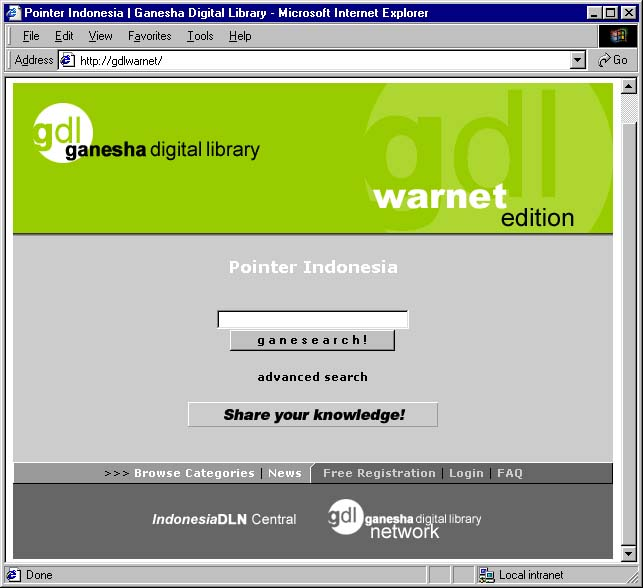 Pointer Indonesia | Ganesha Digital Library - Microsoft Internet Explorer
File Edit View Favorites Tools Help
Address http://gdlwarnet/ Go
gdl
ganesha digital library
gdl
warnet
edition
Pointer Indonesia
ganesearch!
advanced search
Share your knowledge!
>>> Browse Categories | News Free Registration | Login | FAQ
IndonesiaDLN Central gdl ganesha digital library
network
Done Local intranet